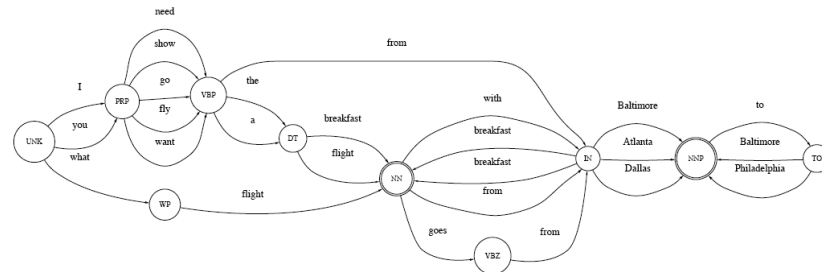 need
show
from
I
go
the
PRP
VBP
fly
you
a
want
UNK
what
DT
breakfast
flight
NN
WP
flight
with
breakfast
breakfast
from
goes
VBZ
from
IN
Baltimore
Atlanta
Dallas
NNP
to
Baltimore
Philadelphia
TO